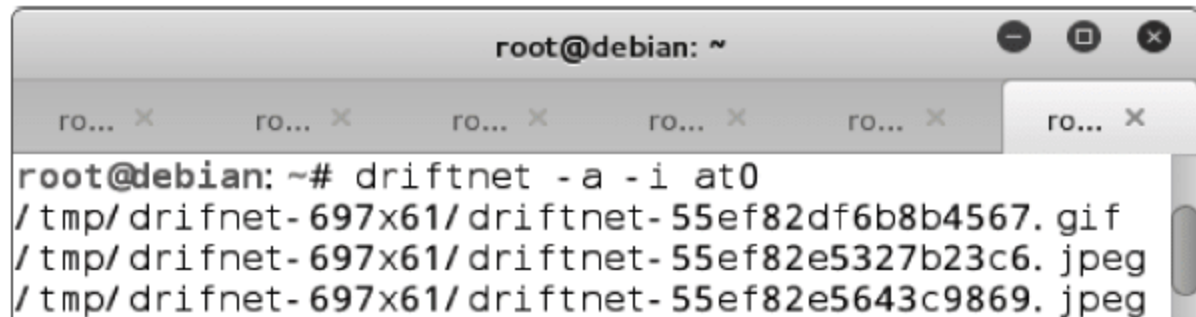 root@debian: ~
ro... ro... ro... ro... ro... ro...
root@debian: ~# driftnet -a -i at0
/tmp/drifnet-697x61/driftnet-55ef82df6b8b4567.gif
/tmp/drifnet-697x61/driftnet-55ef82e5327b23c6.jpeg
/tmp/drifnet-697x61/driftnet-55ef82e5643c9869.jpeg